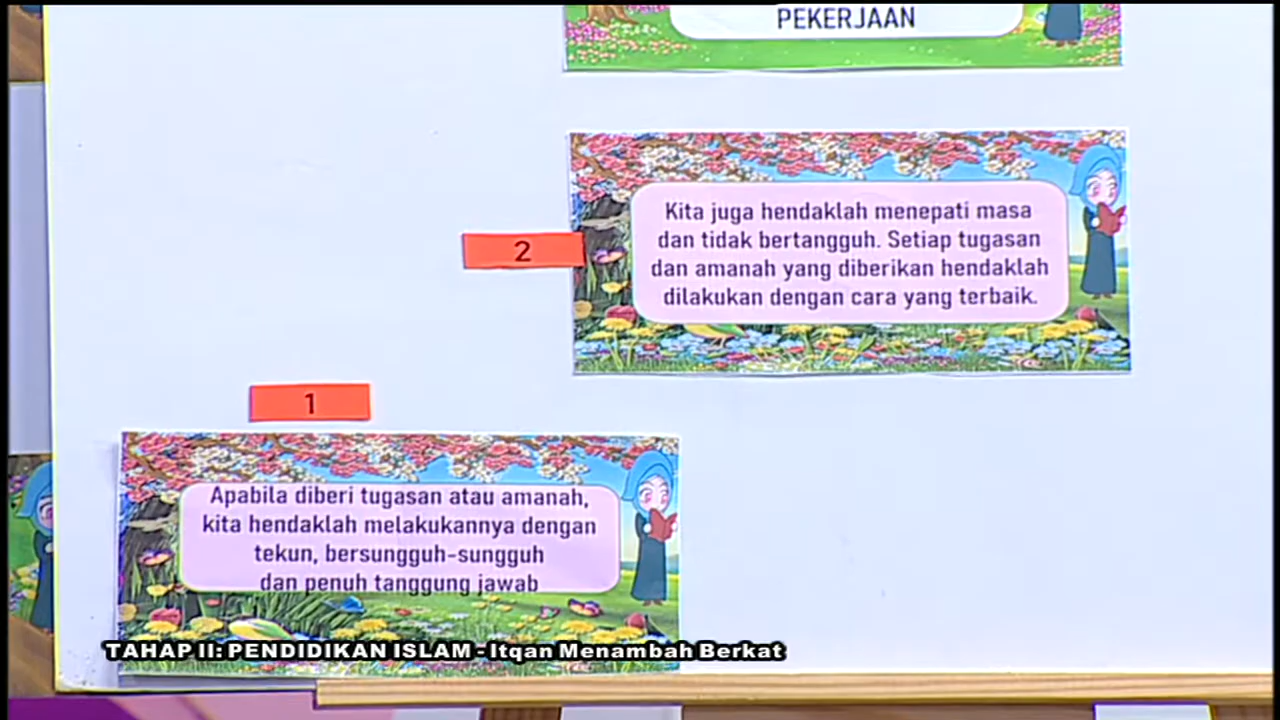 PEKERJAAN
2
Kita juga hendaklah menepati masa
dan tidak bertangguh. Setiap tugasan
dan amanah yang diberikan hendaklah
dilakukan dengan cara yang terbaik.
1
Apabila diberi tugasan atau amanah,
kita hendaklah melakukannya dengan
tekun, bersungguh-sungguh
dan penuh tanggung jawab
TAHAP II: PENDIDIKAN ISLAM - Itqan Menambah Berkat